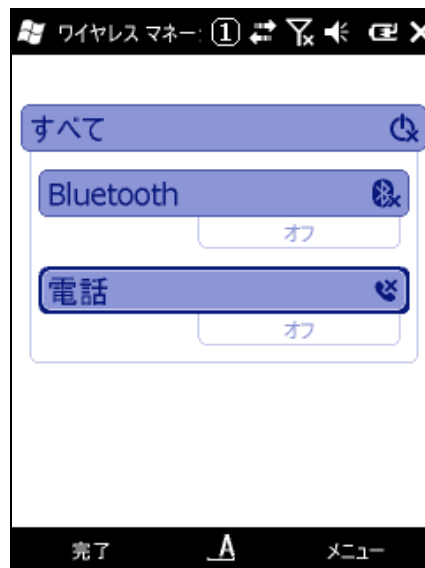 ワイヤレス マネー: 1
すべて
Bluetooth
オフ
電話
オフ
完了 A メニュー